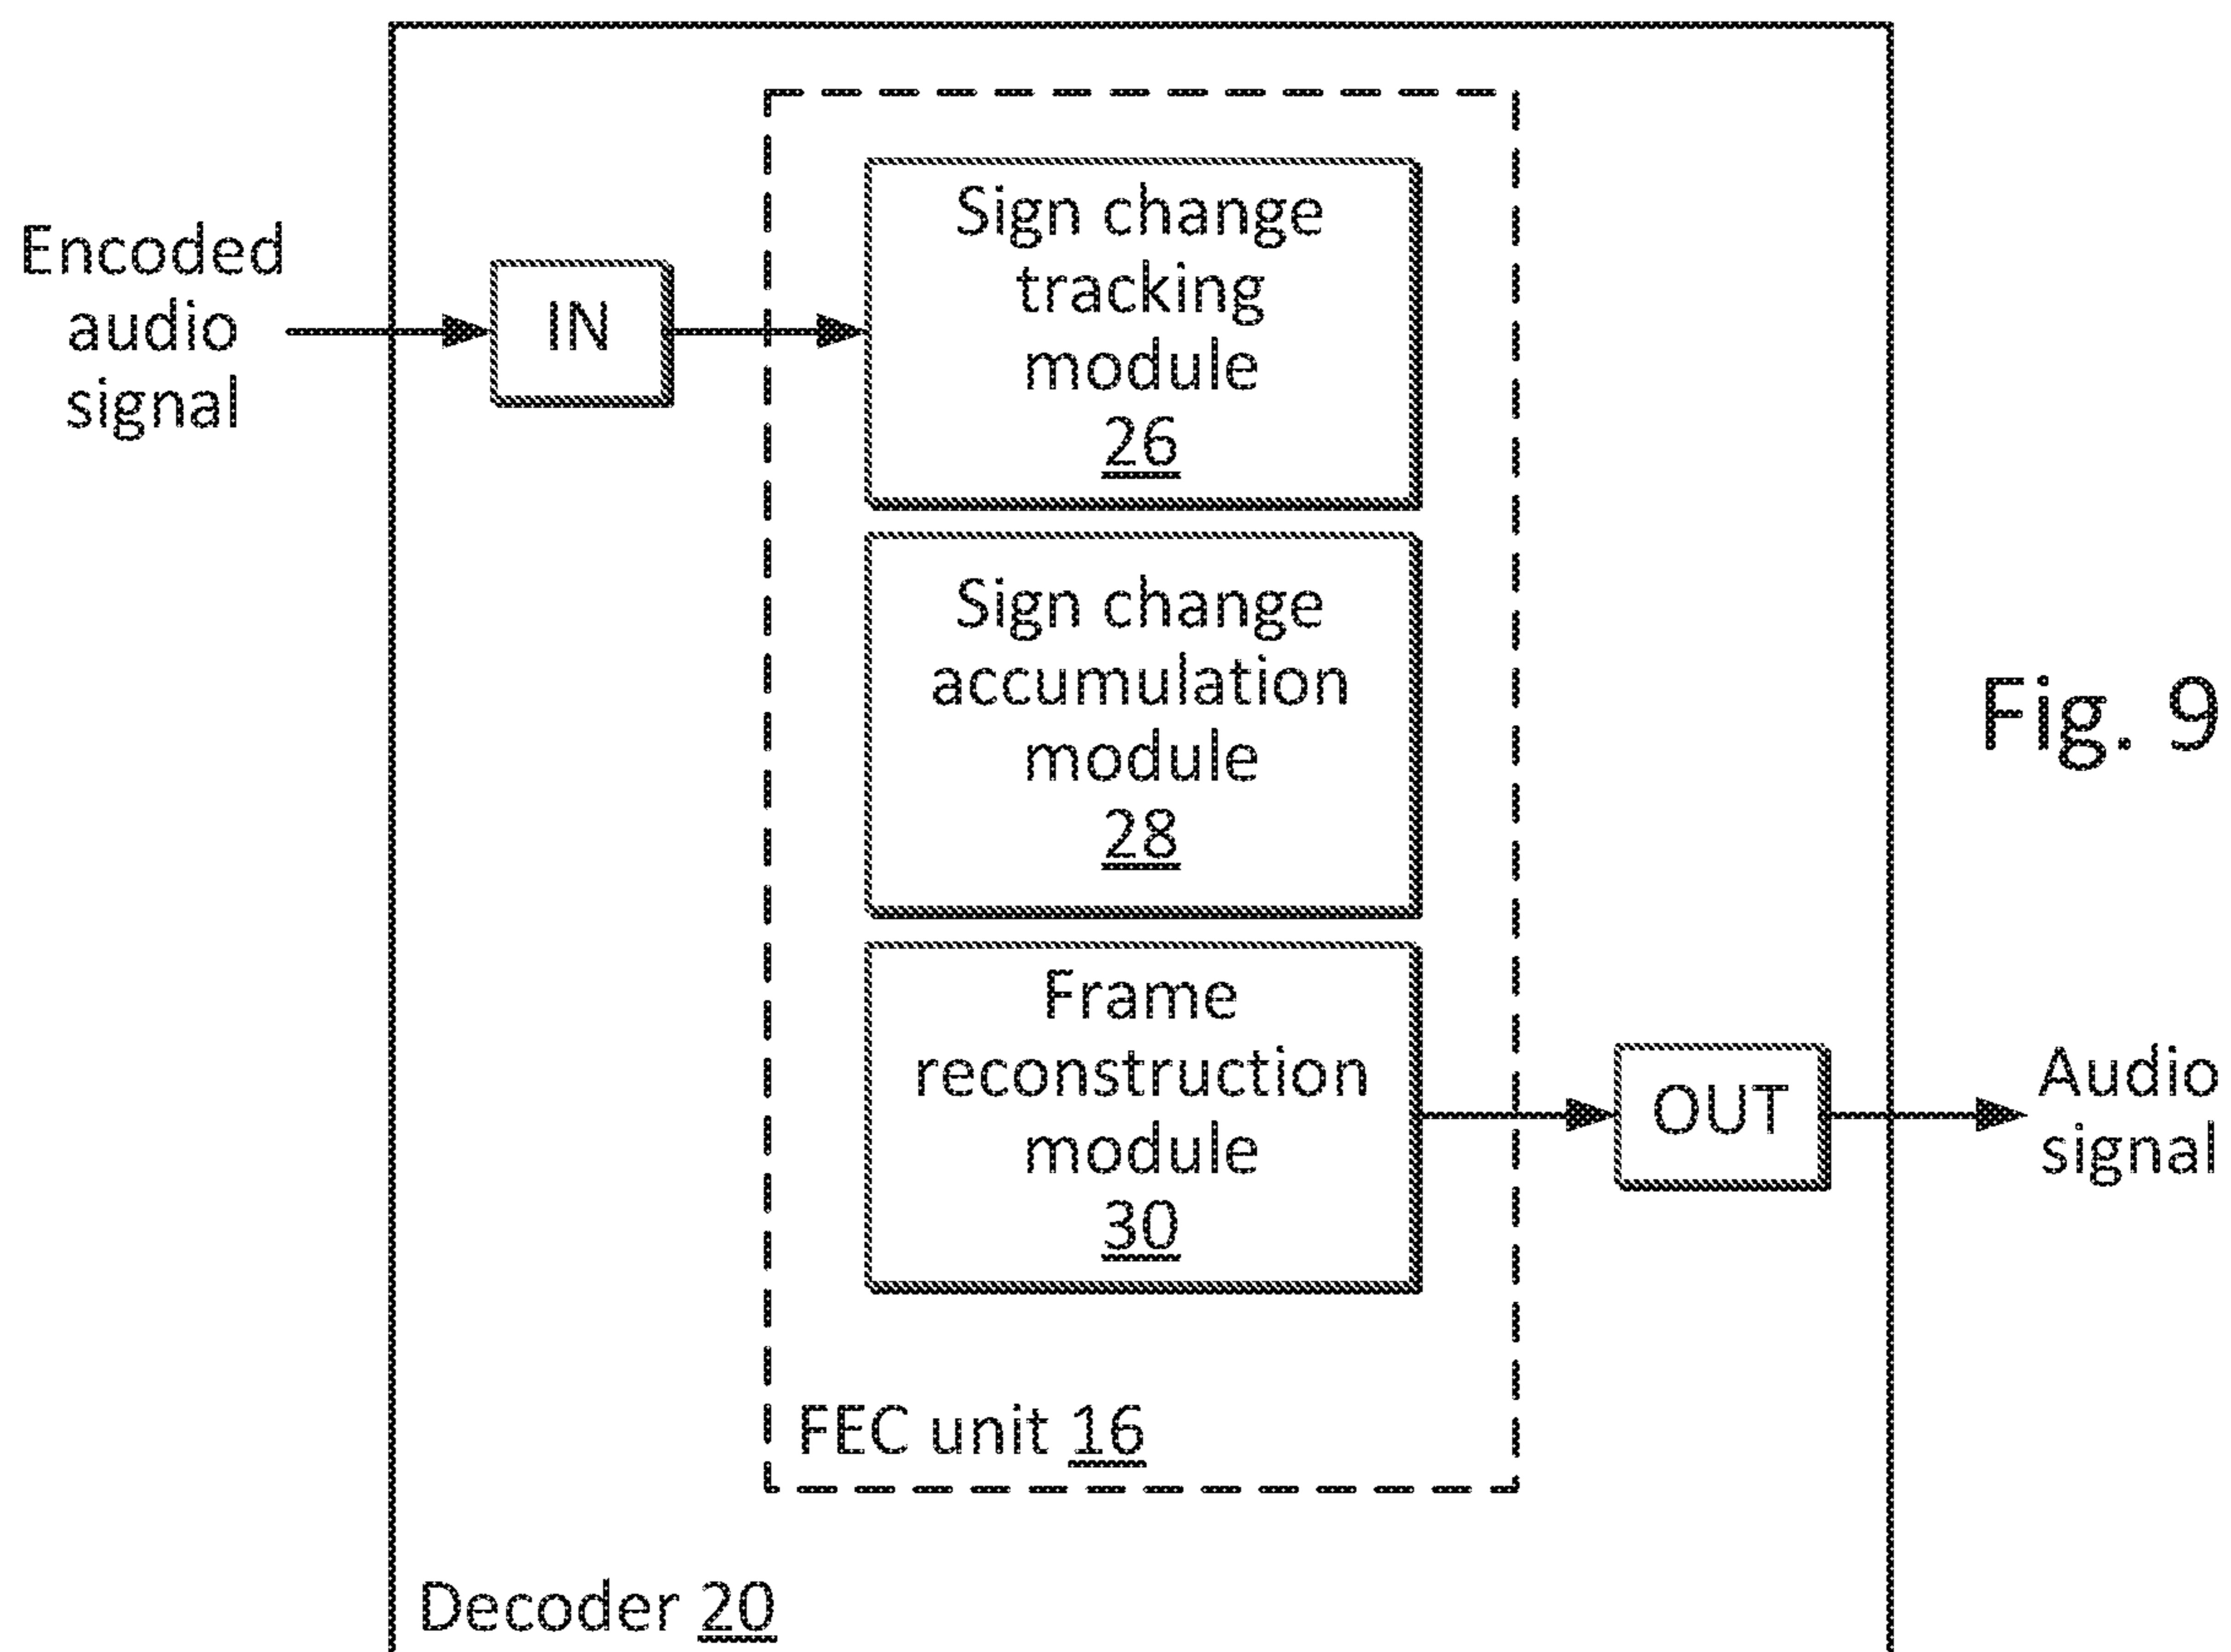 Encoded
audio
signal
IN
Sign change
tracking
module
26
Sign change
accumulation
module
28
Frame
reconstruction
module
30
OUT
Audio
signal
FEC unit 16
Decoder 20
Fig. 9